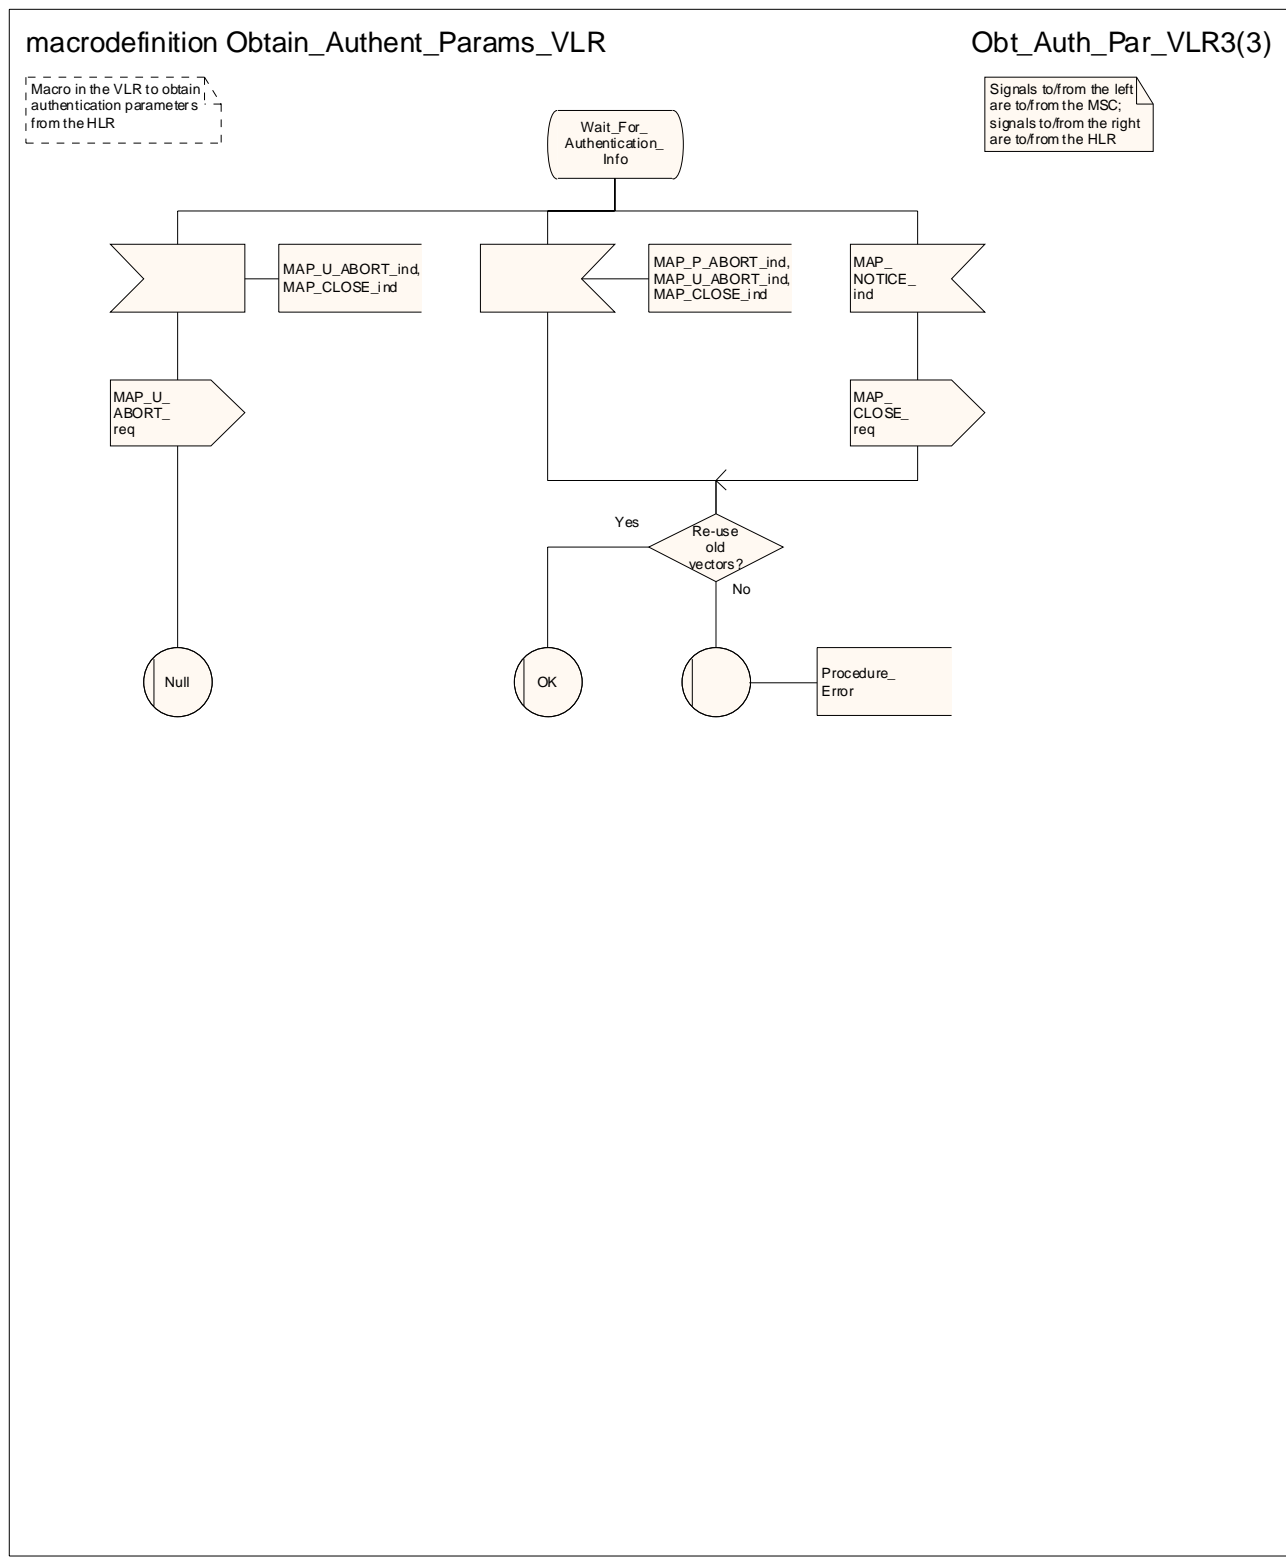 macrodefinition Obtain_Authent_Params_VLR
Obt_Auth_Par_VLR3(3)
Macro in the VLR to obtain
authentication parameters
from the HLR
Signals to/from the left
are to/from the MSC;
signals to/from the right
are to/from the HLR
Wait_For_
Authentication_
Info
MAP_U_ABORT_ind,
MAP_CLOSE_ind
MAP_P_ABORT_ind,
MAP_U_ABORT_ind,
MAP_CLOSE_ind
MAP_
NOTICE_
ind
MAP_U_
ABORT_
req
MAP_
CLOSE_
req
Yes
Re-use
old
vectors?
No
Null
OK
Procedure_
Error